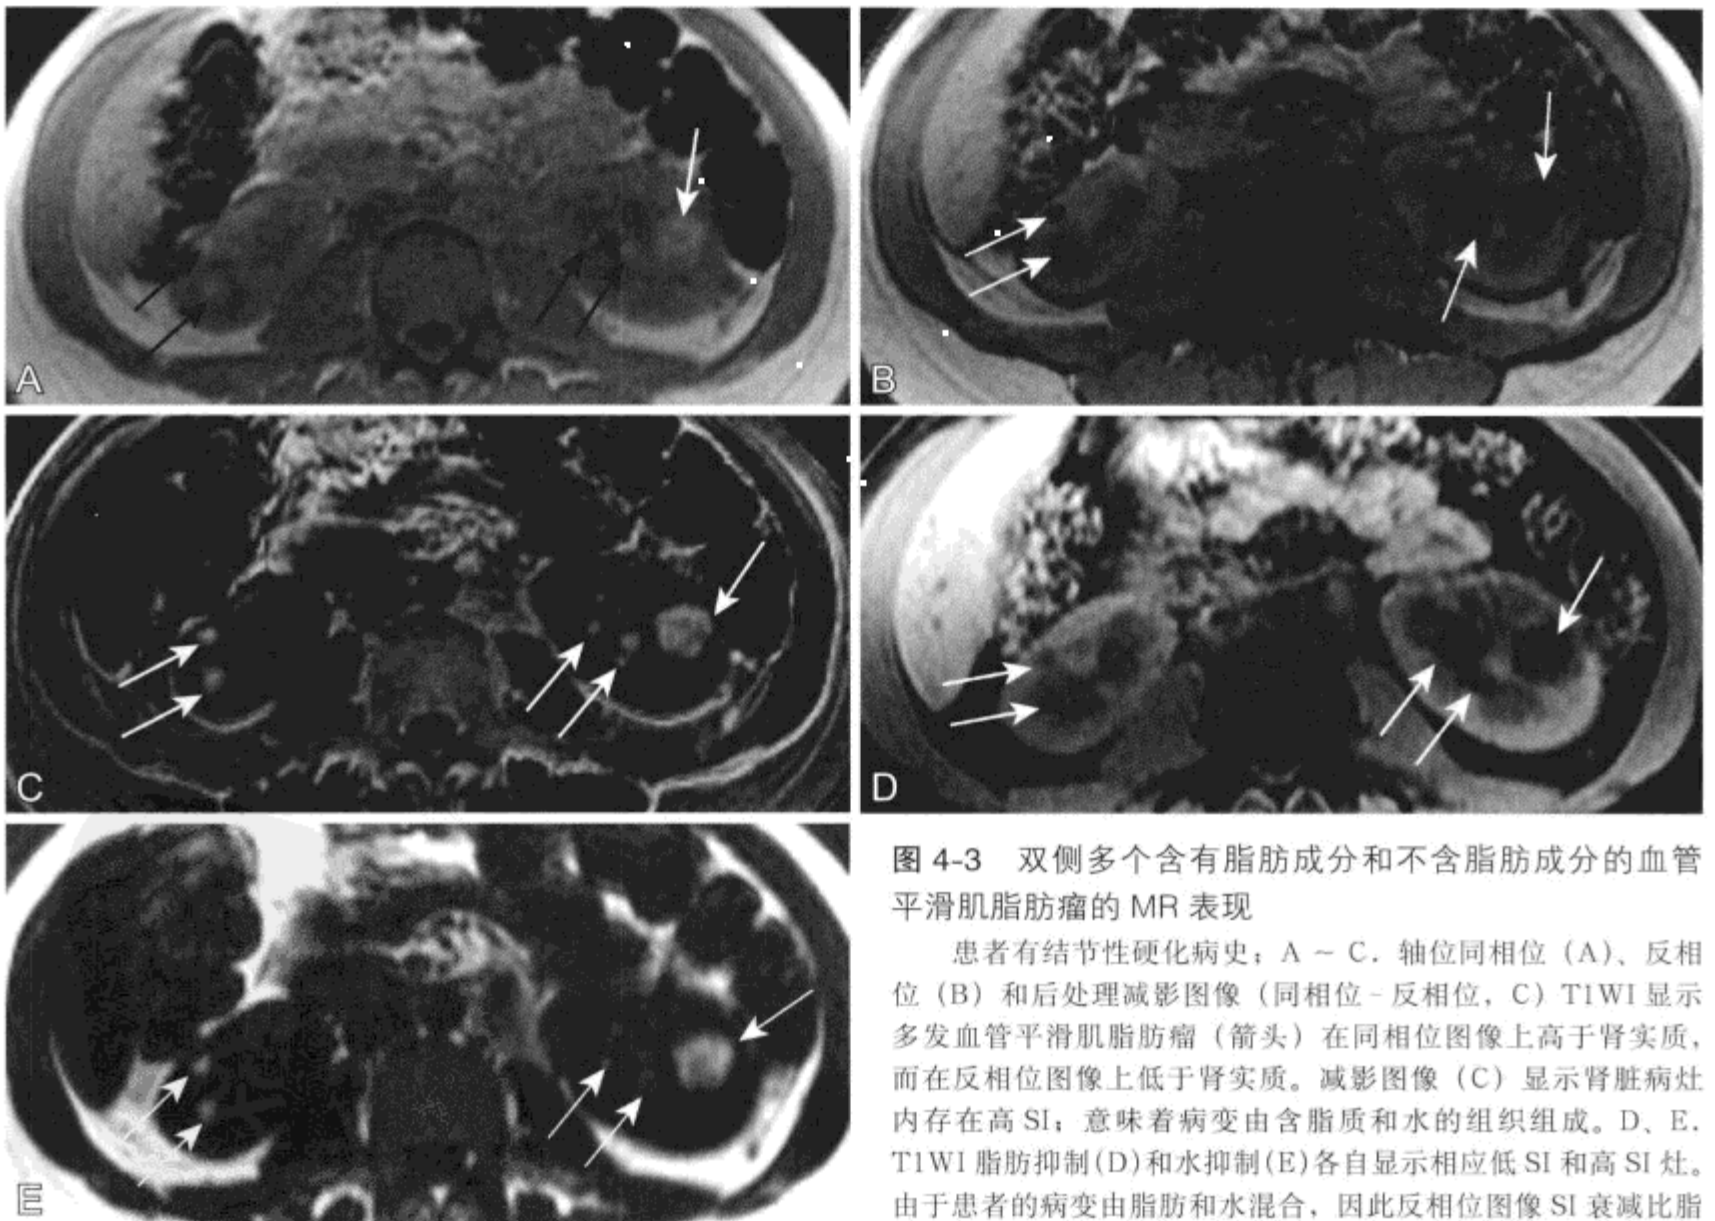 A
B
C
D
E
图 4-3 双侧多个含有脂肪成分和不含脂肪成分的血管
平滑肌脂肪瘤的 MR 表现
患者有结节性硬化病史；A ~ C. 轴位同相位（A）、反相
位（B）和后处理减影图像（同相位 - 反相位，C）T1WI 显示
多发血管平滑肌脂肪瘤（箭头）在同相位图像上高于肾实质，
而在反相位图像上低于肾实质。减影图像（C）显示肾脏病灶
内存在高 SI；意味着病变由含脂质和水的组织组成。D、E.
T1WI 脂肪抑制(D)和水抑制(E)各自显示相应低 SI 和高 SI 灶。
由于患者的病变由脂肪和水混合，因此反相位图像 SI 衰减比脂